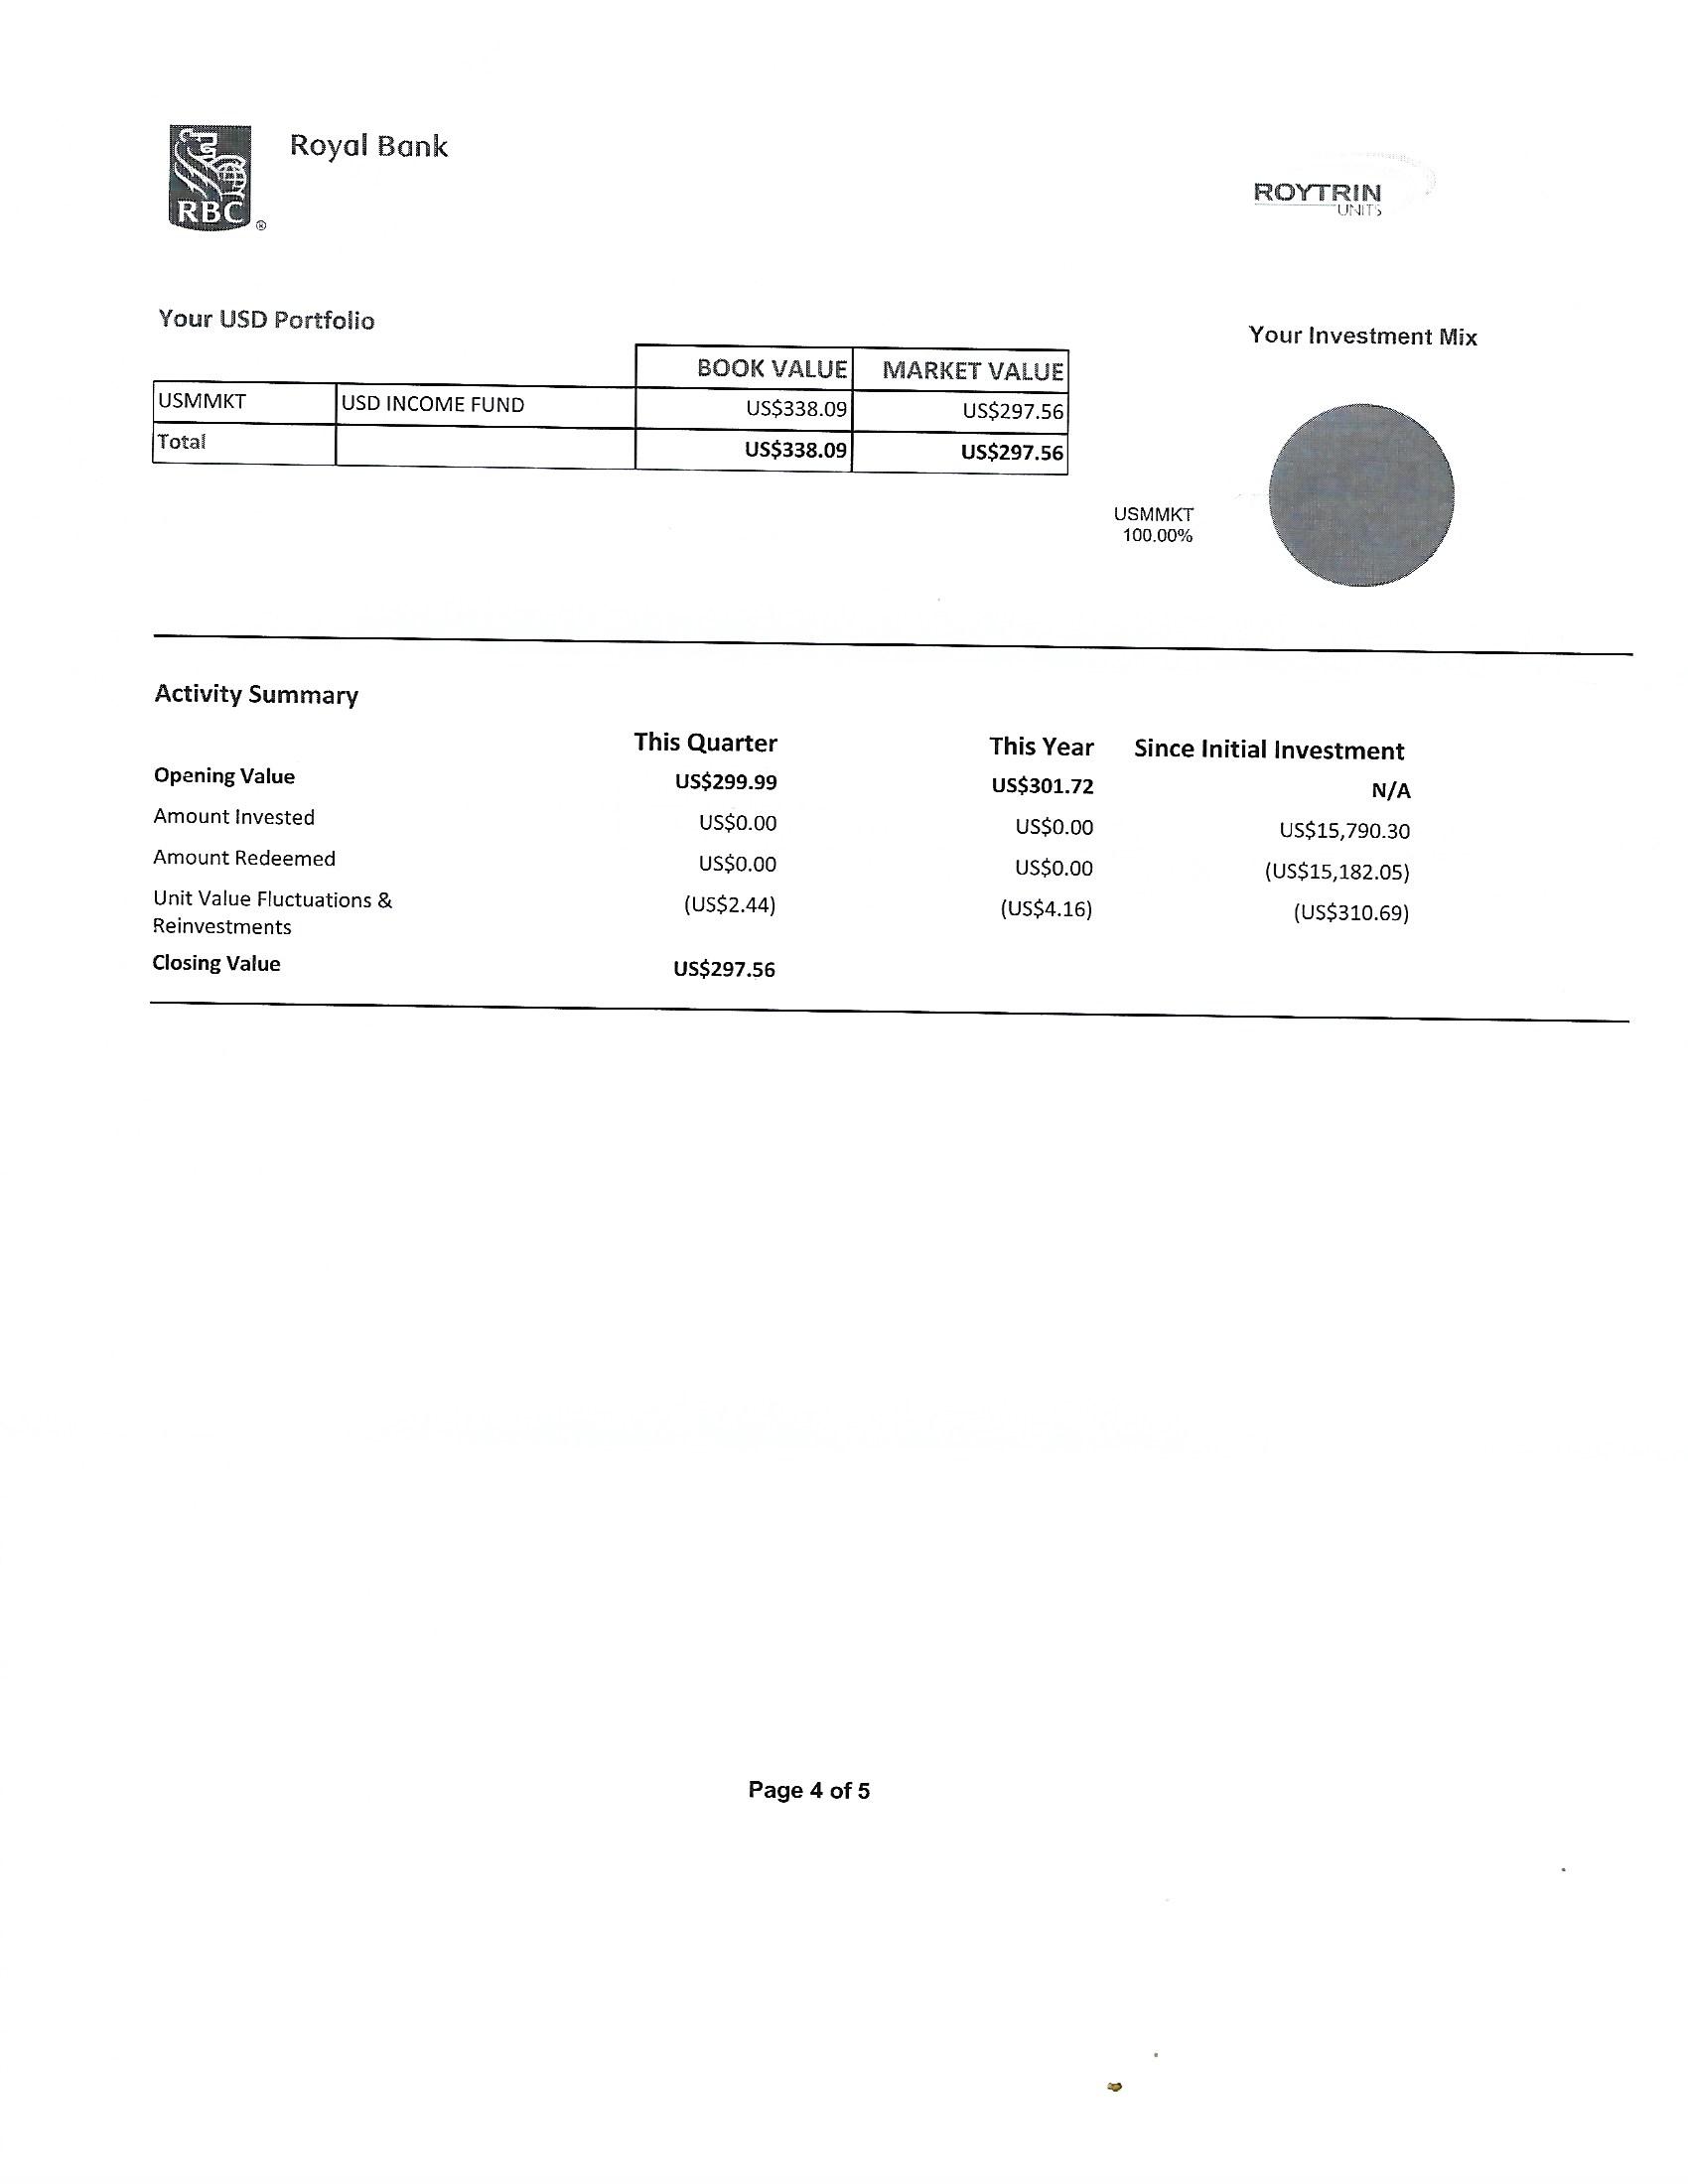 Royal Bank
RBC ®
ROYTRIN
UNITS
Your USD Portfolio
Your Investment Mix
BOOK VALUE MARKET VALUE
USMMKT USD INCOME FUND US$338.09 US$297.56
Total US$338.09 US$297.56
USMMKT
100.00%
Activity Summary
This Quarter This Year Since Initial Investment
Opening Value US$299.99 US$301.72 N/A
Amount Invested US$0.00 US$0.00 US$15,790.30
Amount Redeemed US$0.00 US$0.00 (US$15,182.05)
Unit Value Fluctuations & (US$2.44) (US$4.16) (US$310.69)
Reinvestments
Closing Value US$297.56
Page 4 of 5